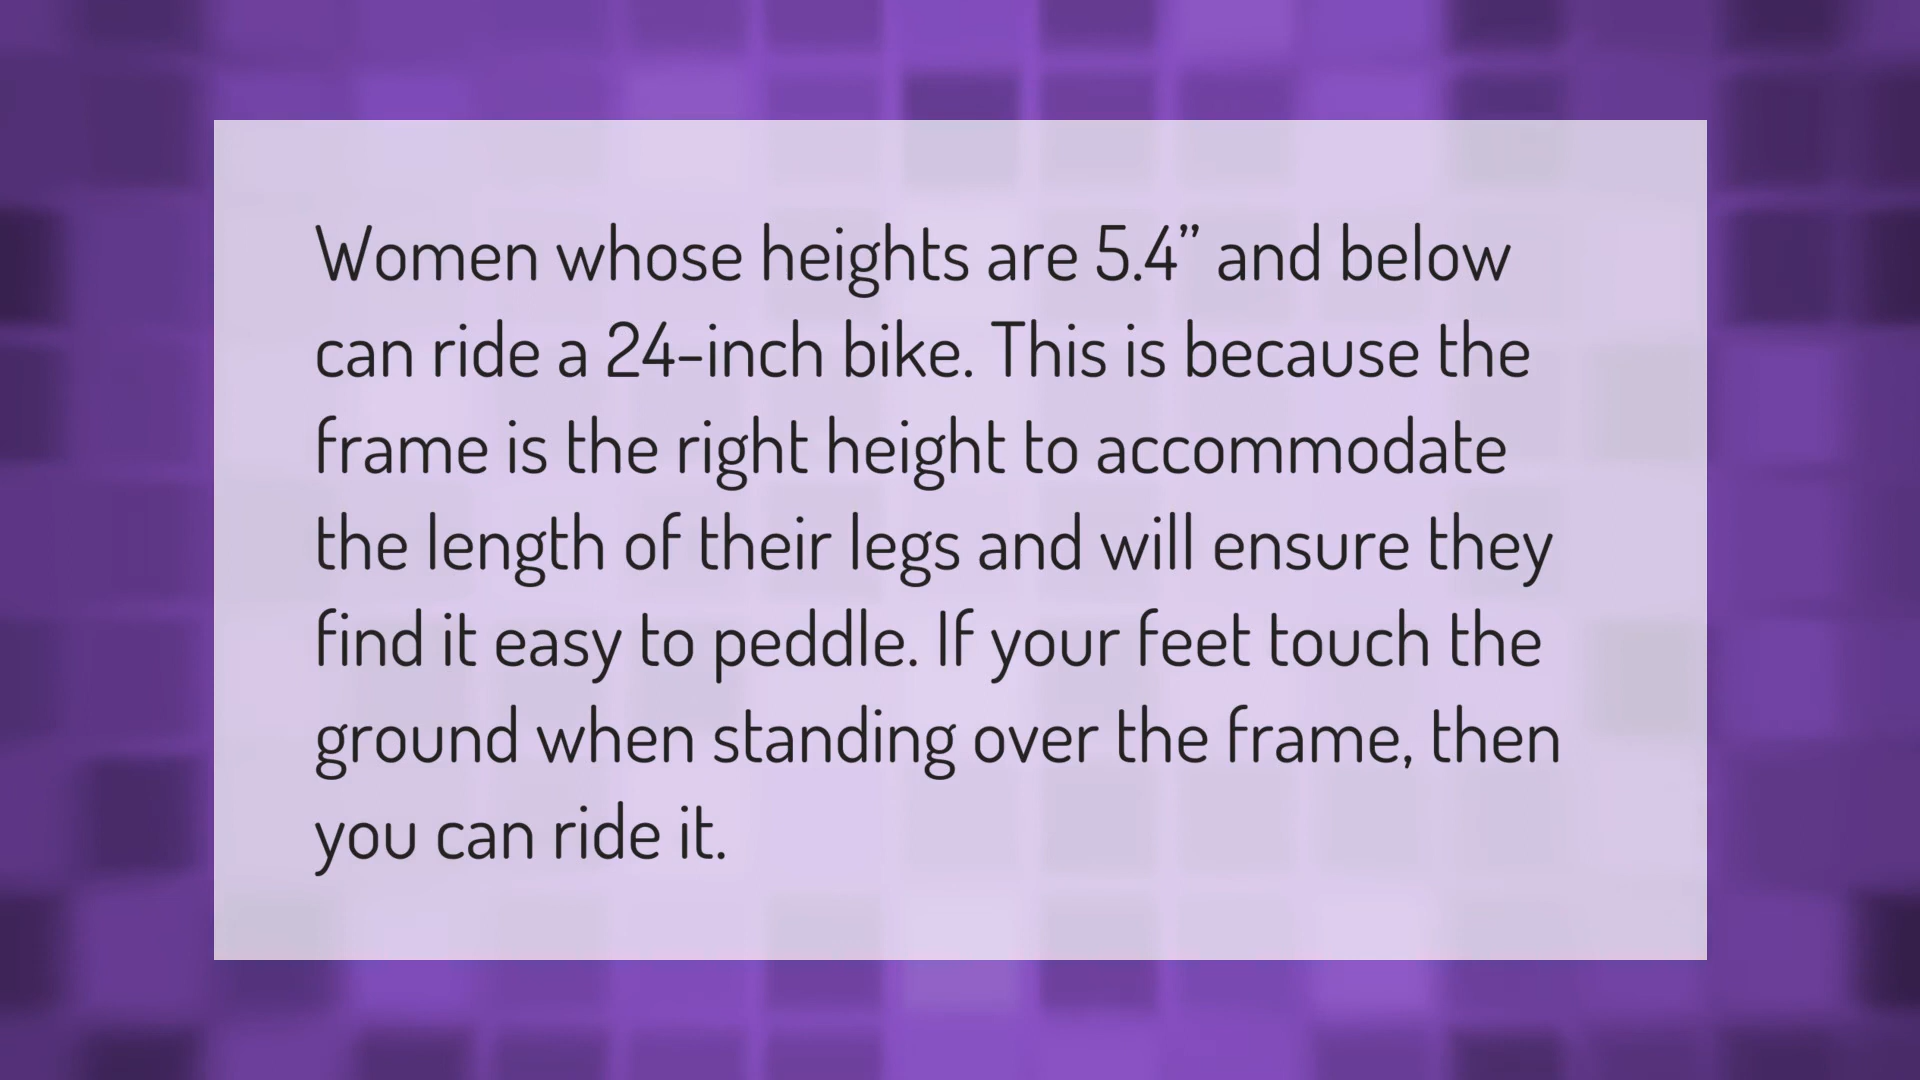 Women whose heights are 5.4” and below
can ride a 24-inch bike. This is because the
frame is the right height to accommodate
the length of their legs and will ensure they
find it easy to peddle. If your feet touch the
ground when standing over the frame, then
you can ride it.